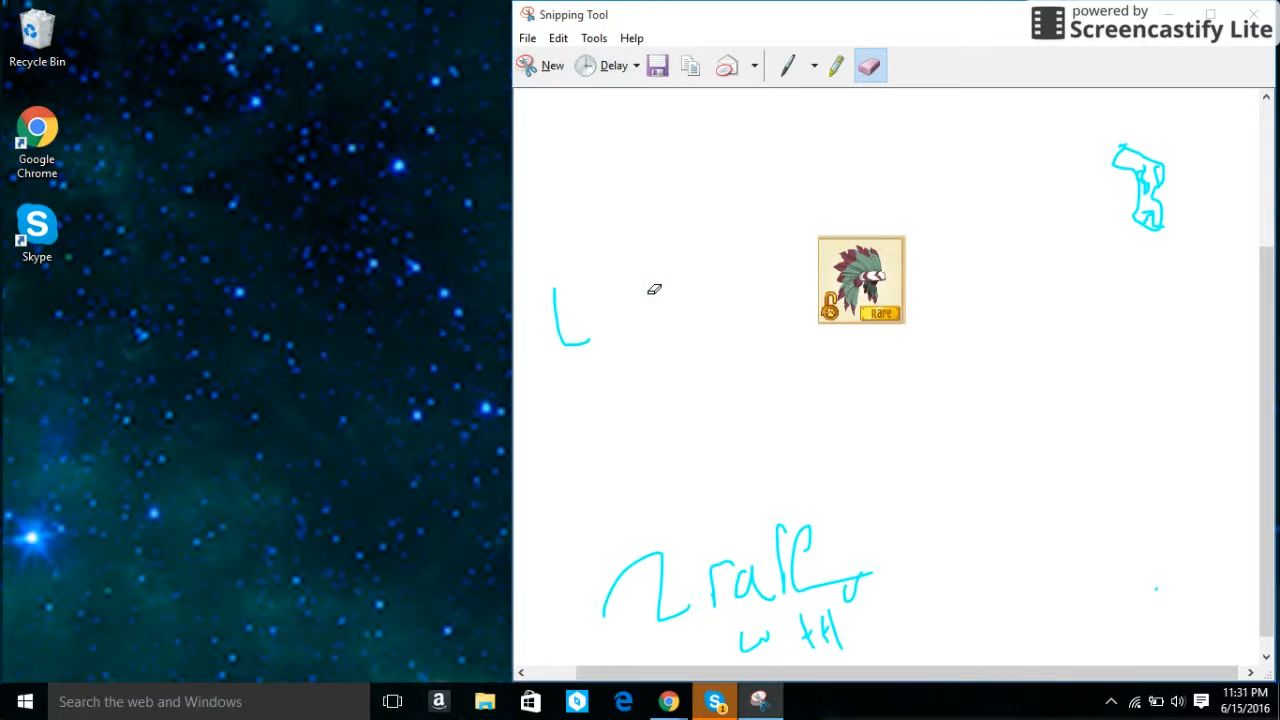 Recycle Bin
Google
Chrome
Skype
Snipping Tool
File Edit Tools Help
New Delay
powered by
Screencastify Lite
Rare
L
Search the web and Windows
11:31 PM
6/15/2016